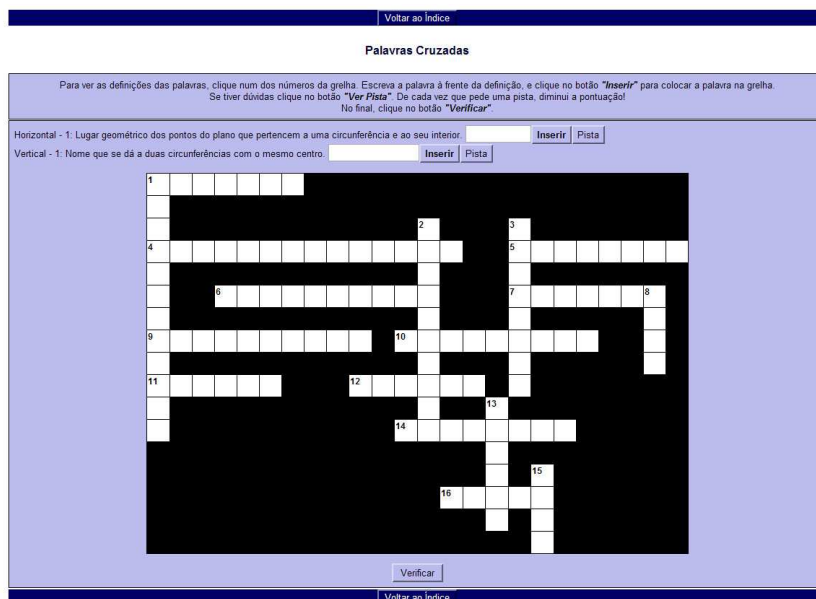 Voltar ao Índice
Palavras Cruzadas
Para ver as definições das palavras, clique num dos números da grelha. Escreva a palavra à frente da definição, e clique no botão "Inserir" para colocar a palavra na grelha.
Se tiver dúvidas clique no botão "Ver Pista". De cada vez que pede uma pista, diminui a pontuação!
No final, clique no botão "Verificar".
Horizontal - 1: Lugar geométrico dos pontos do plano que pertencem a uma circunferência e ao seu interior. Inserir Pista
Vertical - 1: Nome que se dá a duas circunferências com o mesmo centro. Inserir Pista
1
2 3
4 5
6 7 8
9 10
11 12
13
14
15
16
Verificar
Voltar ao Índice